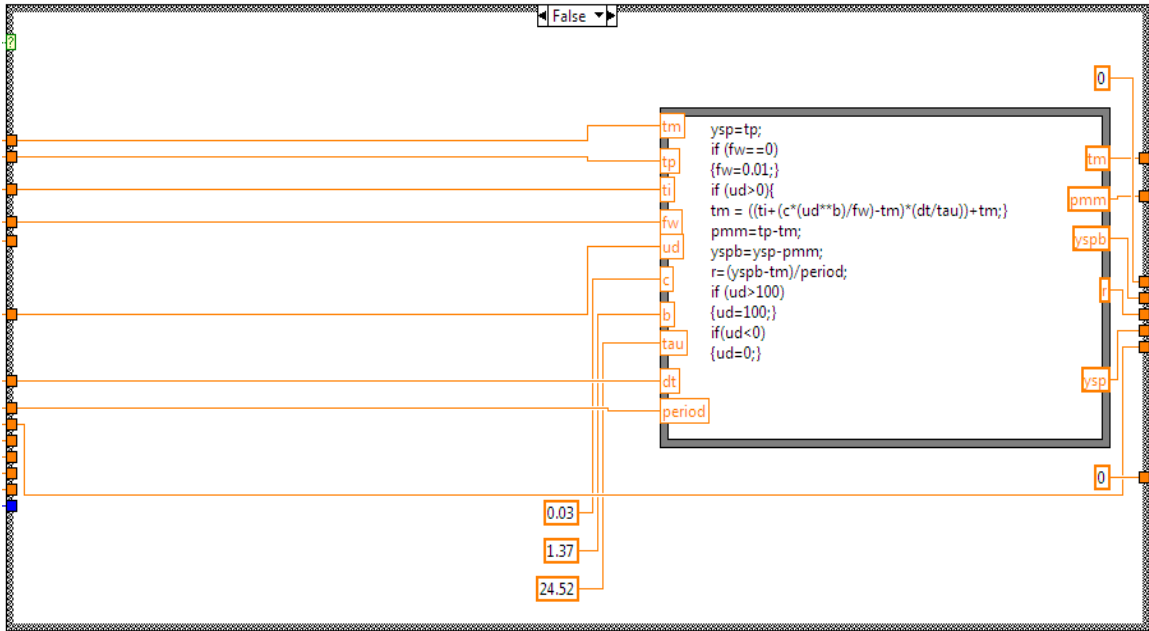 False
?
0
tm
tp
ti
fw
ud
c
b
tau
dt
period
ysp=tp;
if (fw==0)
{fw=0.01;}
if (ud>0){
tm = ((ti+(c*(ud**b)/fw)-tm)*(dt/tau))+tm;}
pmm=tp-tm;
yspb=ysp-pmm;
r=(yspb-tm)/period;
if (ud>100)
{ud=100;}
if(ud<0)
{ud=0;}
tm
pmm
yspb
r
ysp
0
0.03
1.37
24.52